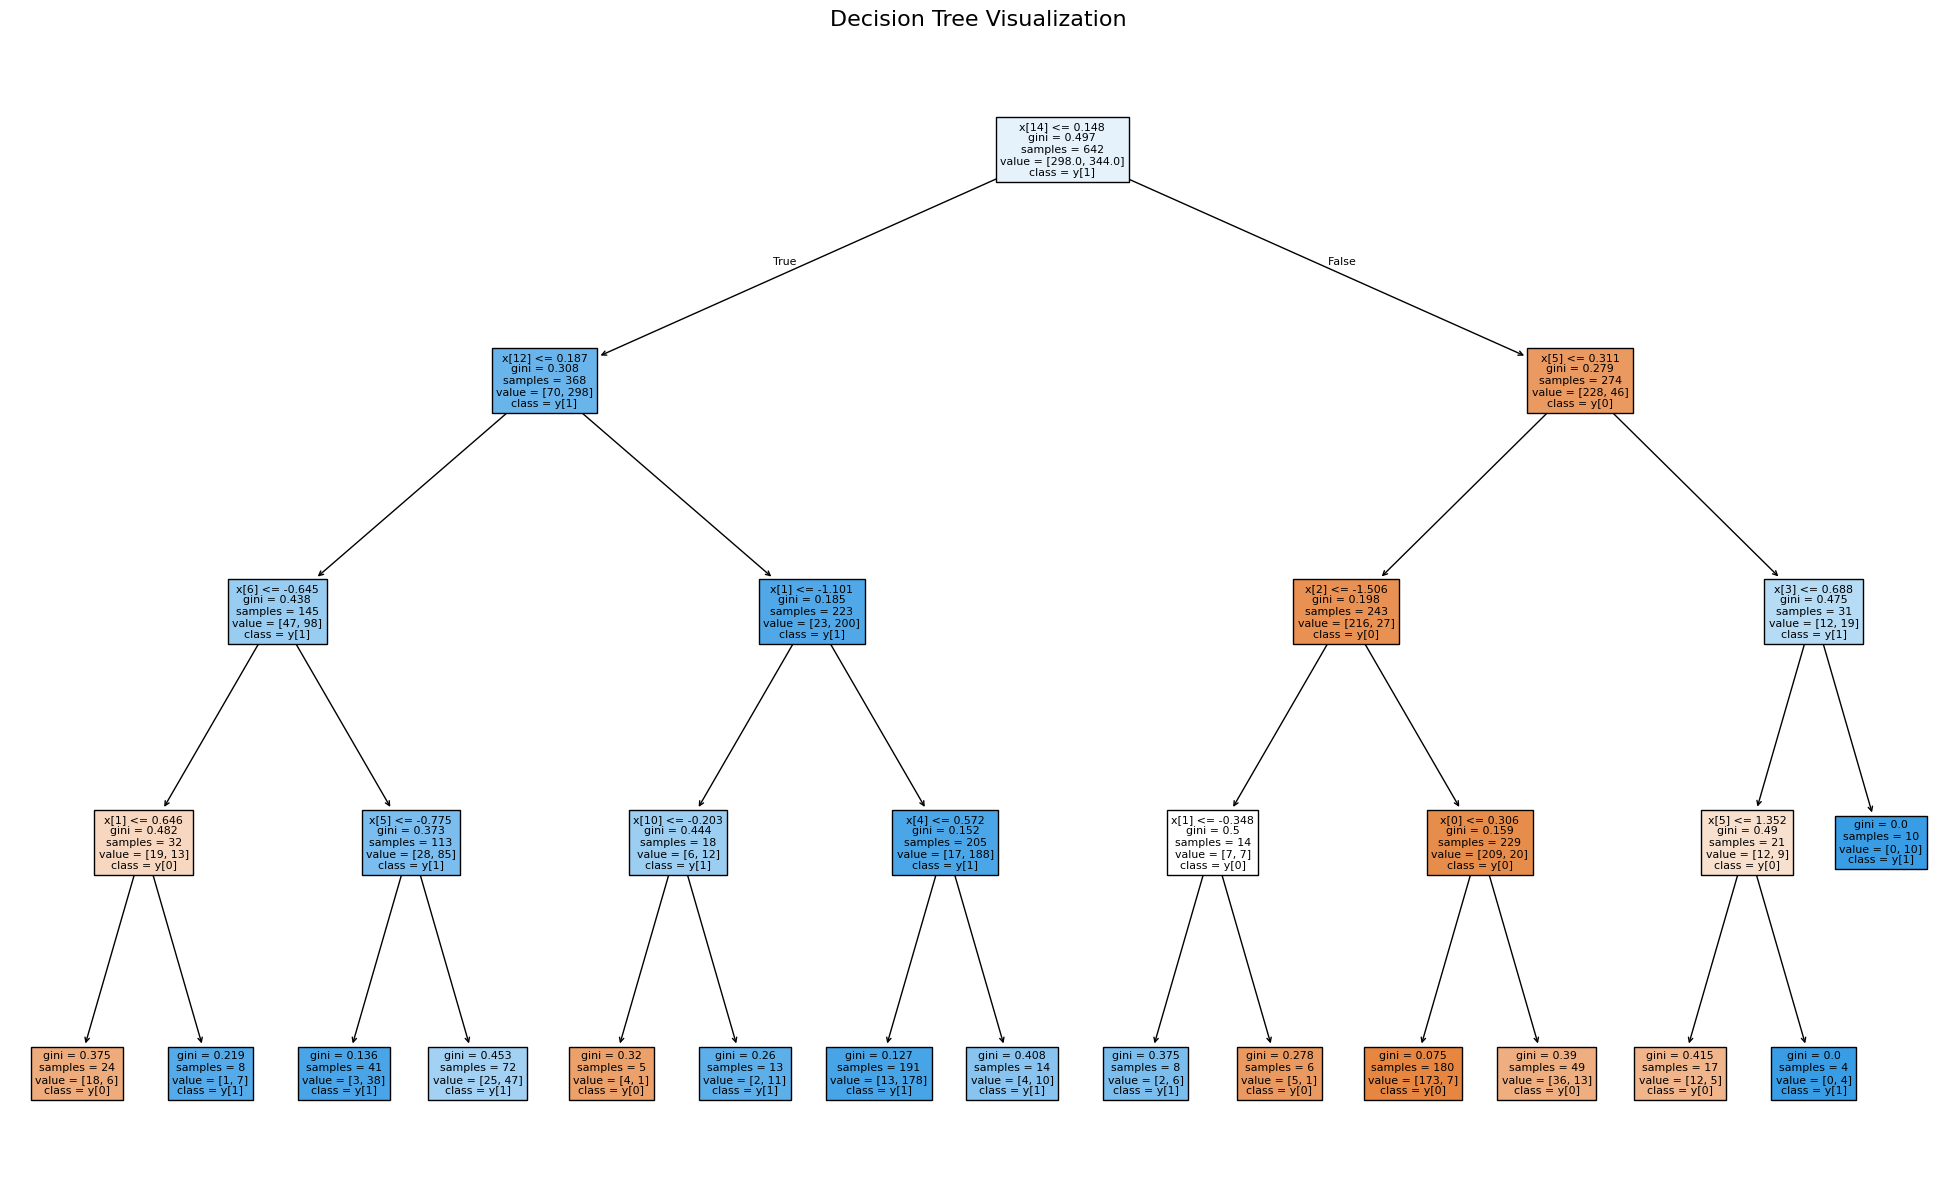 Decision Tree Visualization
x[14] <= 0.148
gini = 0.497
samples = 642
value = [298.0, 344.0]
class = y[1]
True
False
x[12] <= 0.187
gini = 0.308
samples = 368
value = [70, 298]
class = y[1]
x[5] <= 0.311
gini = 0.279
samples = 274
value = [228, 46]
class = y[0]
x[6] <= -0.645
gini = 0.438
samples = 145
value = [47, 98]
class = y[1]
x[1] <= -1.101
gini = 0.185
samples = 223
value = [23, 200]
class = y[1]
x[2] <= -1.506
gini = 0.198
samples = 243
value = [216, 27]
class = y[0]
x[3] <= 0.688
gini = 0.475
samples = 31
value = [12, 19]
class = y[1]
x[1] <= 0.646
gini = 0.482
samples = 32
value = [19, 13]
class = y[0]
x[5] <= -0.775
gini = 0.373
samples = 113
value = [28, 85]
class = y[1]
x[10] <= -0.203
gini = 0.444
samples = 18
value = [6, 12]
class = y[1]
x[4] <= 0.572
gini = 0.152
samples = 205
value = [17, 188]
class = y[1]
x[1] <= -0.348
gini = 0.5
samples = 14
value = [7, 7]
class = y[0]
x[0] <= 0.306
gini = 0.159
samples = 229
value = [209, 20]
class = y[0]
x[5] <= 1.352
gini = 0.49
samples = 21
value = [12, 9]
class = y[0]
gini = 0.0
samples = 10
value = [0, 10]
class = y[1]
gini = 0.375
samples = 24
value = [18, 6]
class = y[0]
gini = 0.219
samples = 8
value = [1, 7]
class = y[1]
gini = 0.136
samples = 41
value = [3, 38]
class = y[1]
gini = 0.453
samples = 72
value = [25, 47]
class = y[1]
gini = 0.32
samples = 5
value = [4, 1]
class = y[0]
gini = 0.26
samples = 13
value = [2, 11]
class = y[1]
gini = 0.127
samples = 191
value = [13, 178]
class = y[1]
gini = 0.408
samples = 14
value = [4, 10]
class = y[1]
gini = 0.375
samples = 8
value = [2, 6]
class = y[1]
gini = 0.278
samples = 6
value = [5, 1]
class = y[0]
gini = 0.075
samples = 180
value = [173, 7]
class = y[0]
gini = 0.39
samples = 49
value = [36, 13]
class = y[0]
gini = 0.415
samples = 17
value = [12, 5]
class = y[0]
gini = 0.0
samples = 4
value = [0, 4]
class = y[1]